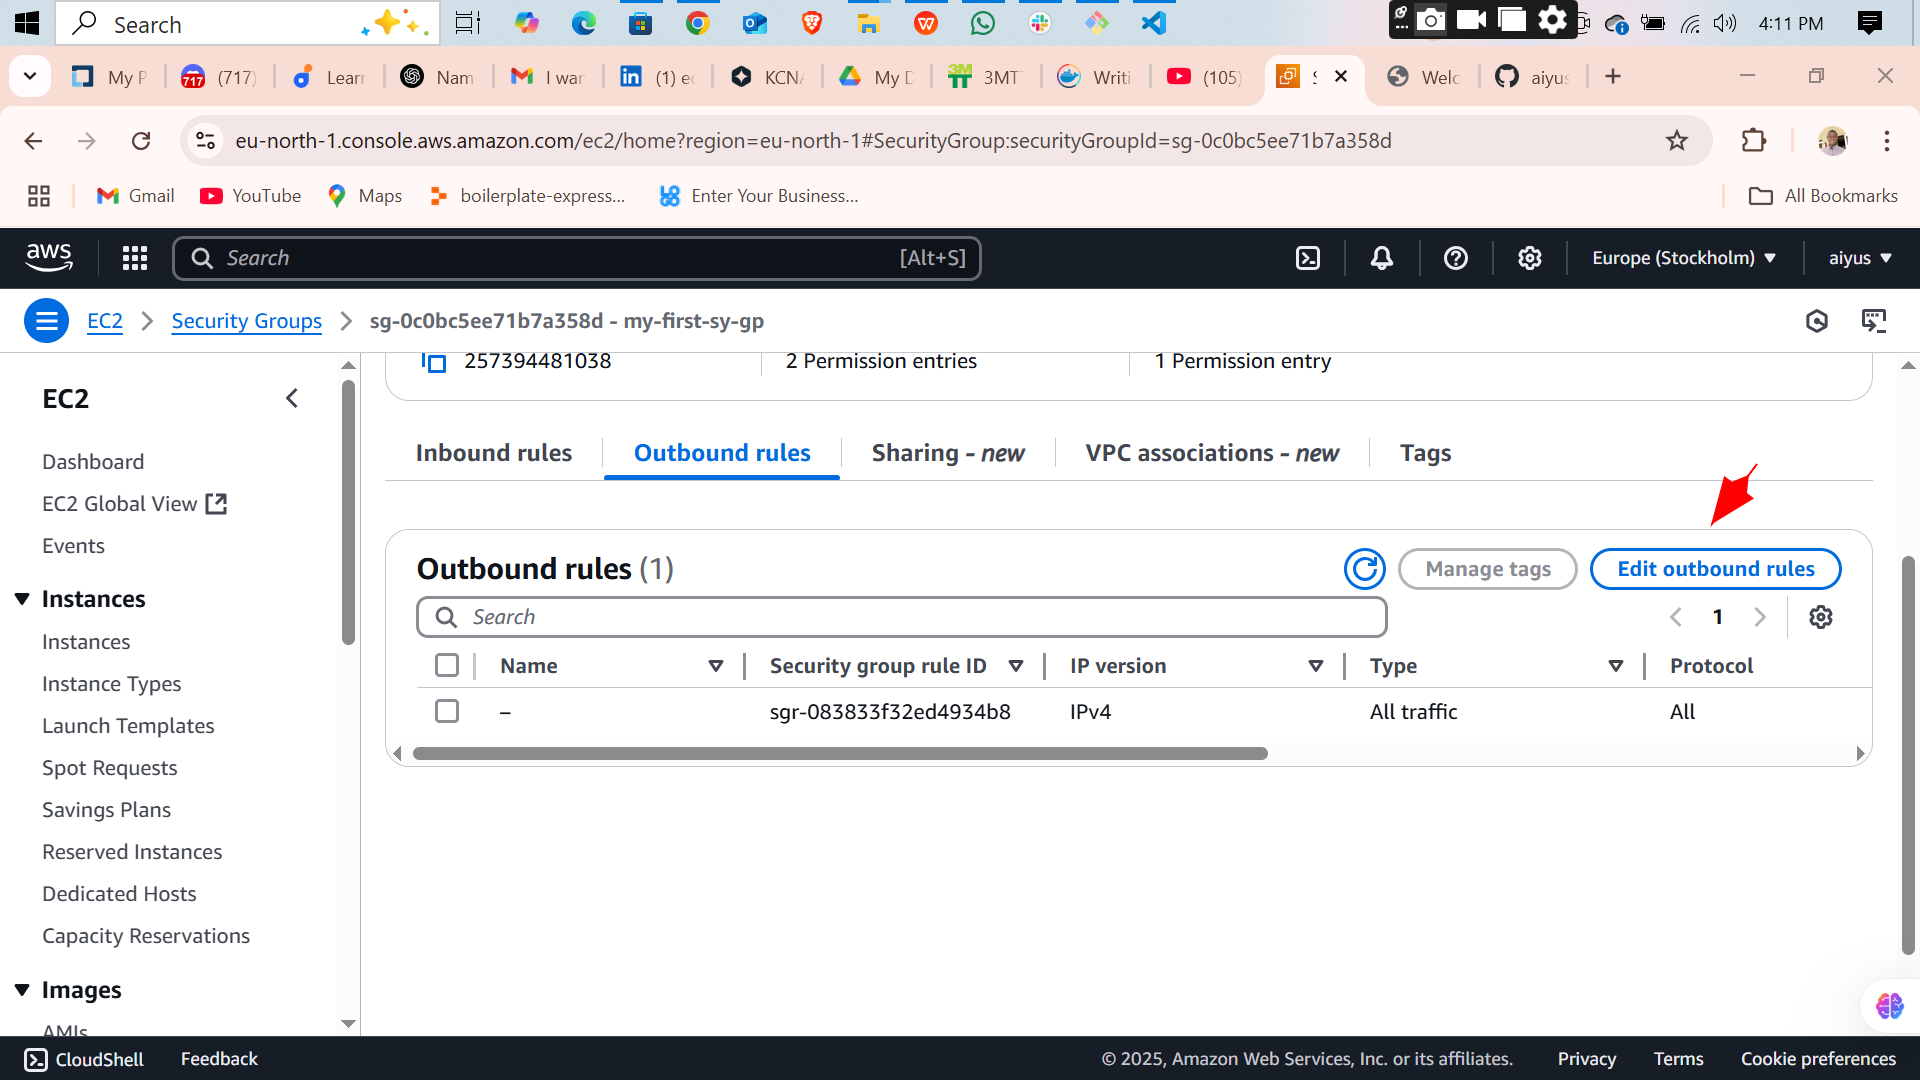 Search
4:11 PM
My P
717
(717)
Learn
Nam
I war
(1) ec
KCNA
My D
3MT
Writi
(105)
Welc
aiyus
eu-north-1.console.aws.amazon.com/ec2/home?region=eu-north-1#SecurityGroup:securityGroupId=sg-0c0bc5ee71b7a358d
Gmail
YouTube
Maps
boilerplate-express...
Enter Your Business...
All Bookmarks
aws
Search
[Alt+S]
Europe (Stockholm)
aiyus
EC2
Security Groups
sg-0c0bc5ee71b7a358d - my-first-sy-gp
257394481038
2 Permission entries
1 Permission entry
EC2
Dashboard
EC2 Global View
Events
Instances
Instances
Instance Types
Launch Templates
Spot Requests
Savings Plans
Reserved Instances
Dedicated Hosts
Capacity Reservations
Images
AMIs
Inbound rules
Outbound rules
Sharing - new
VPC associations - new
Tags
Outbound rules (1)
Manage tags
Edit outbound rules
Search
1
Name
Security group rule ID
IP version
Type
Protocol
–
sgr-083833f32ed4934b8
IPv4
All traffic
All
CloudShell
Feedback
© 2025, Amazon Web Services, Inc. or its affiliates.
Privacy
Terms
Cookie preferences